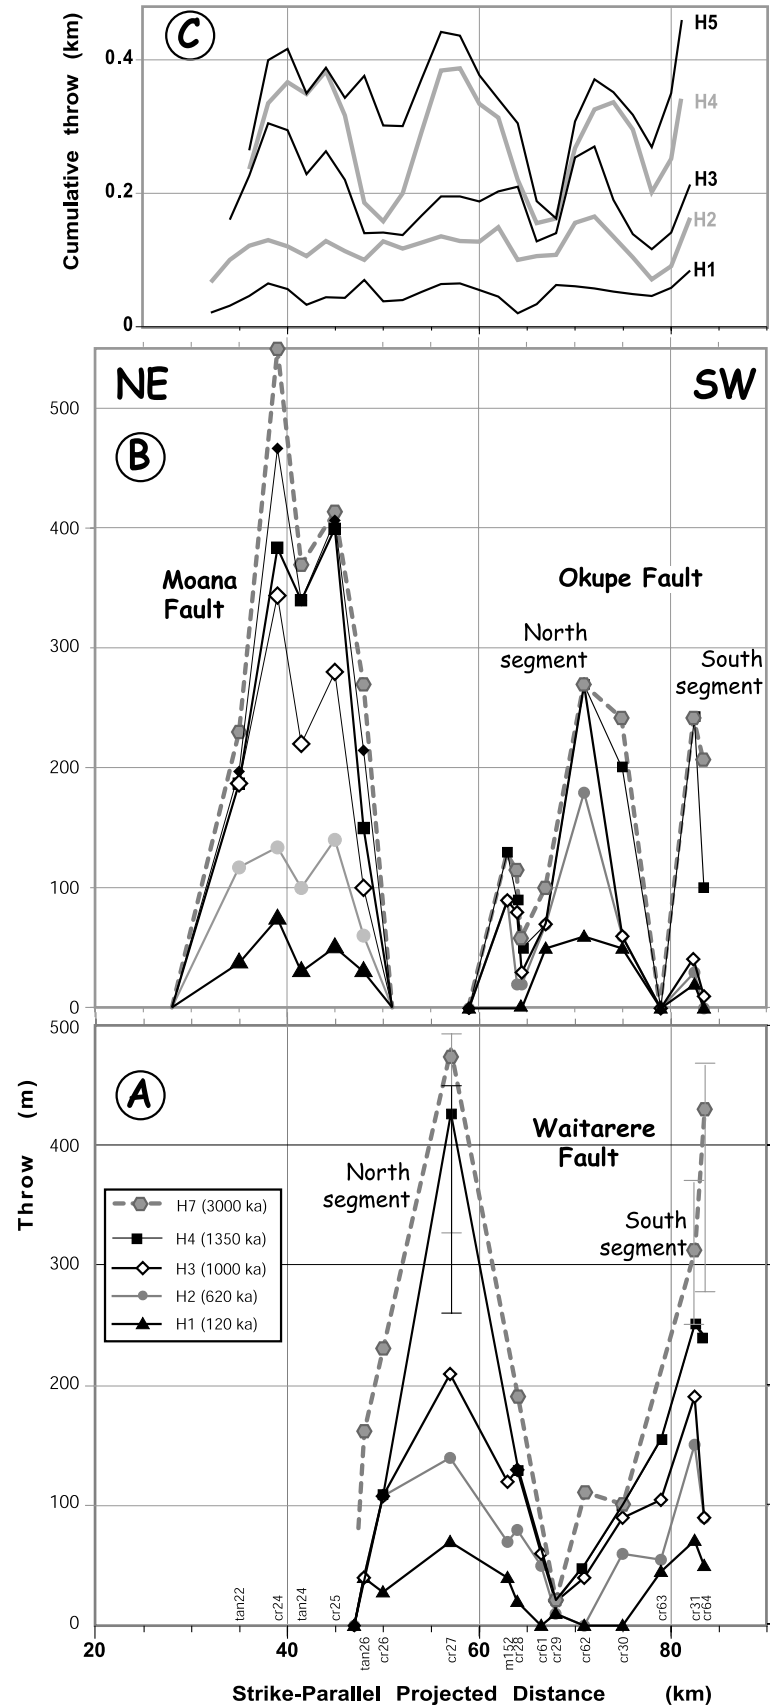 C
Cumulative throw (km)
0.4
0.2
0
H5
H4
H3
H2
H1
NE
SW
B
500
400
300
200
100
0
Moana
Fault
Okupe Fault
North
segment
South
segment
A
Throw (m)
500
400
300
200
100
0
Waitarere
Fault
North
segment
South
segment
H7 (3000 ka)
H4 (1350 ka)
H3 (1000 ka)
H2 (620 ka)
H1 (120 ka)
tan22
cr24
tan24
cr25
tan26
cr26
cr27
m152
cr28
cr61
cr29
cr62
cr30
cr63
cr31
cr64
20
40
60
80
Strike-Parallel Projected Distance (km)